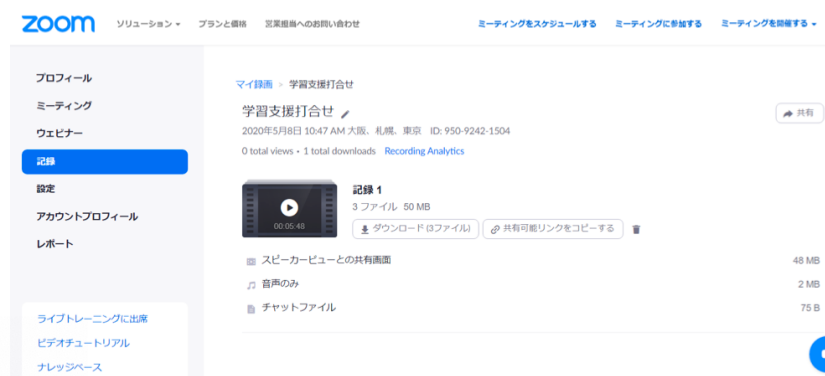 zoom ソリューション プランと価格 営業担当へのお問い合わせ ミーティングをスケジュールする ミーティングに参加する ミーティングを開催する
プロフィール
ミーティング
ウェビナー
記録
設定
アカウントプロフィール
レポート
ライブトレーニングに出席
ビデオチュートリアル
ナレッジベース
マイ録画 > 学習支援打合せ
学習支援打合せ
共有
2020年5月8日 10:47 AM 大阪、札幌、東京 ID: 950-9242-1504
0 total views • 1 total downloads Recording Analytics
00:05:48
記録 1
3 ファイル 50 MB
ダウンロード (3ファイル) 共有可能リンクをコピーする
スピーカービューとの共有画面 48 MB
音声のみ 2 MB
チャットファイル 75 B